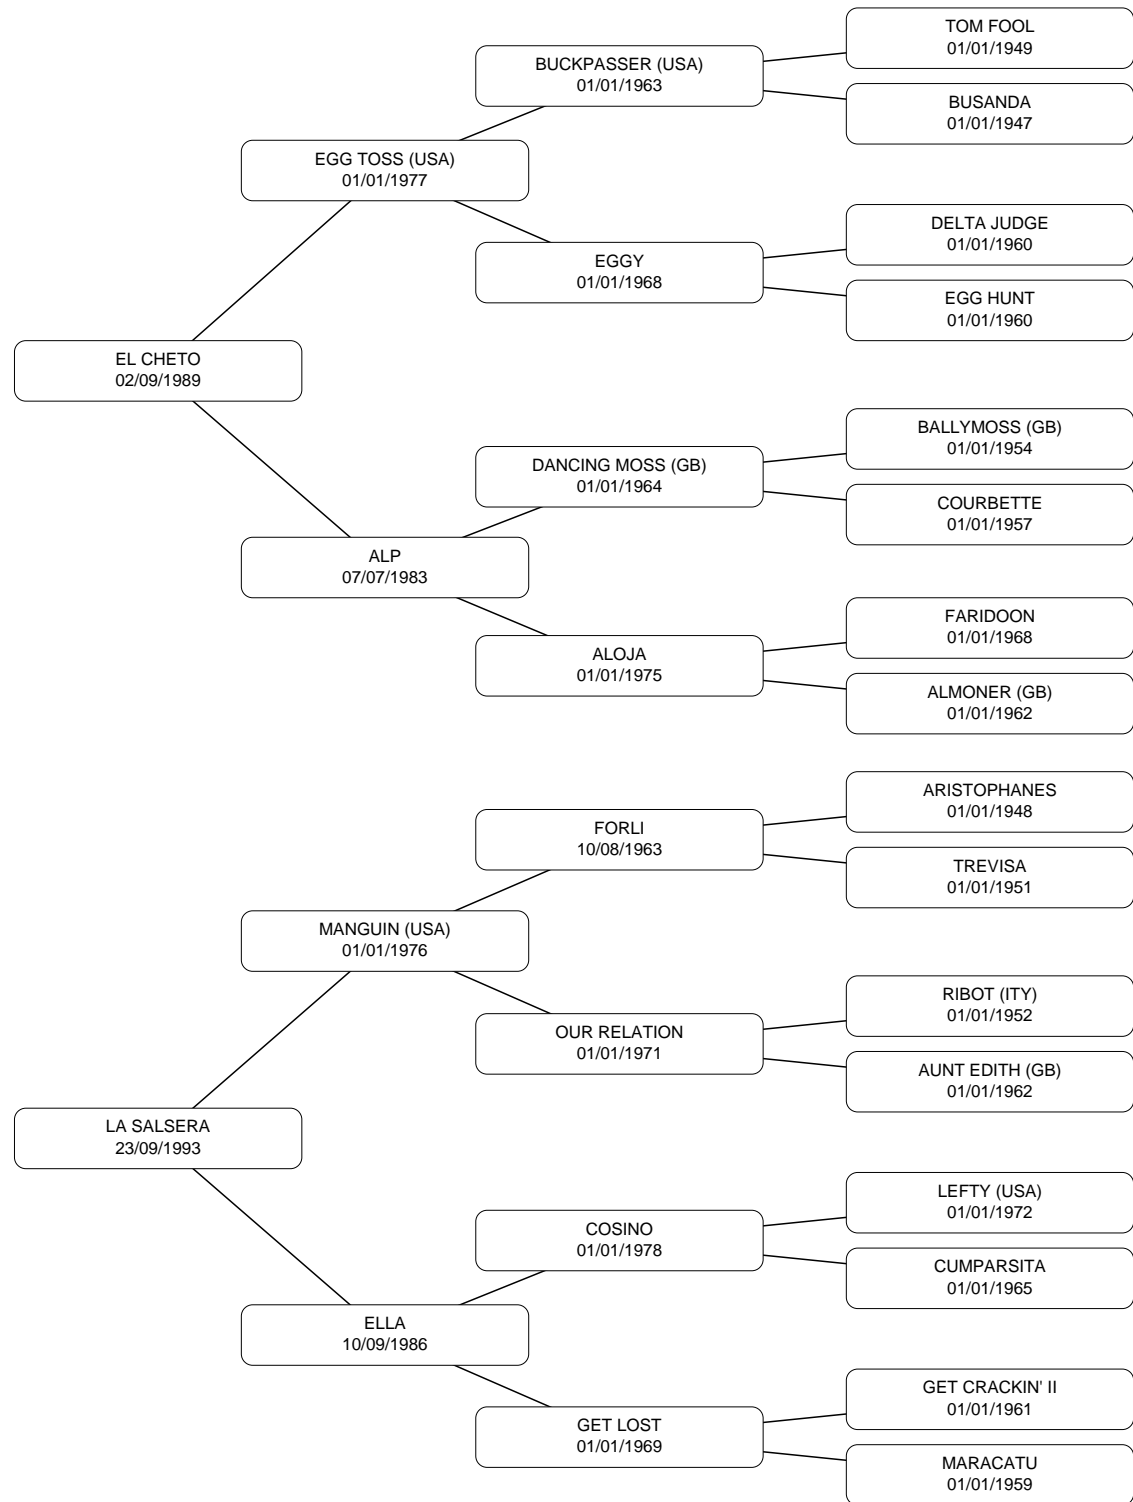 TOM FOOL
01/01/1949
BUCKPASSER (USA)
01/01/1963
BUSANDA
01/01/1947
EGG TOSS (USA)
01/01/1977
DELTA JUDGE
01/01/1960
EGGY
01/01/1968
EGG HUNT
01/01/1960
EL CHETO
02/09/1989
BALLYMOSS (GB)
01/01/1954
DANCING MOSS (GB)
01/01/1964
COURBETTE
01/01/1957
ALP
07/07/1983
FARIDOON
01/01/1968
ALOJA
01/01/1975
ALMONER (GB)
01/01/1962
ARISTOPHANES
01/01/1948
FORLI
10/08/1963
TREVISA
01/01/1951
MANGUIN (USA)
01/01/1976
RIBOT (ITY)
01/01/1952
OUR RELATION
01/01/1971
AUNT EDITH (GB)
01/01/1962
LA SALSERA
23/09/1993
LEFTY (USA)
01/01/1972
COSINO
01/01/1978
CUMPARSITA
01/01/1965
ELLA
10/09/1986
GET CRACKIN' II
01/01/1961
GET LOST
01/01/1969
MARACATU
01/01/1959